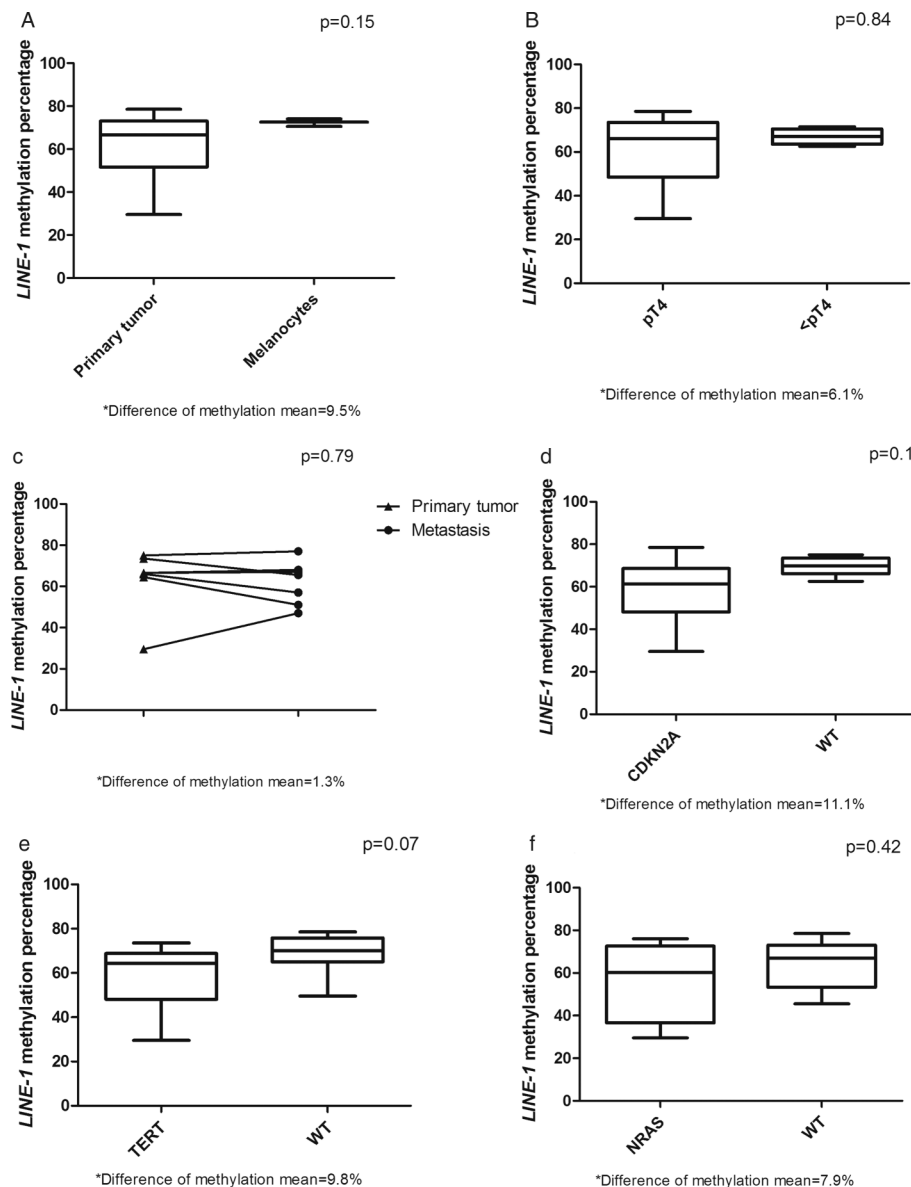 A
p=0.15
LINE-1 methylation percentage
100
80
60
40
20
0
Primary tumor
Melanocytes
*Difference of methylation mean=9.5%
B
p=0.84
LINE-1 methylation percentage
100
80
60
40
20
0
pT4
<pT4
*Difference of methylation mean=6.1%
c
p=0.79
LINE-1 methylation percentage
100
80
60
40
20
0
Primary tumor
Metastasis
*Difference of methylation mean=1.3%
d
p=0.1
LINE-1 methylation percentage
100
80
60
40
20
0
CDKN2A
WT
*Difference of methylation mean=11.1%
e
p=0.07
LINE-1 methylation percentage
100
80
60
40
20
0
TERT
WT
*Difference of methylation mean=9.8%
f
p=0.42
LINE-1 methylation percentage
100
80
60
40
20
0
NRAS
WT
*Difference of methylation mean=7.9%